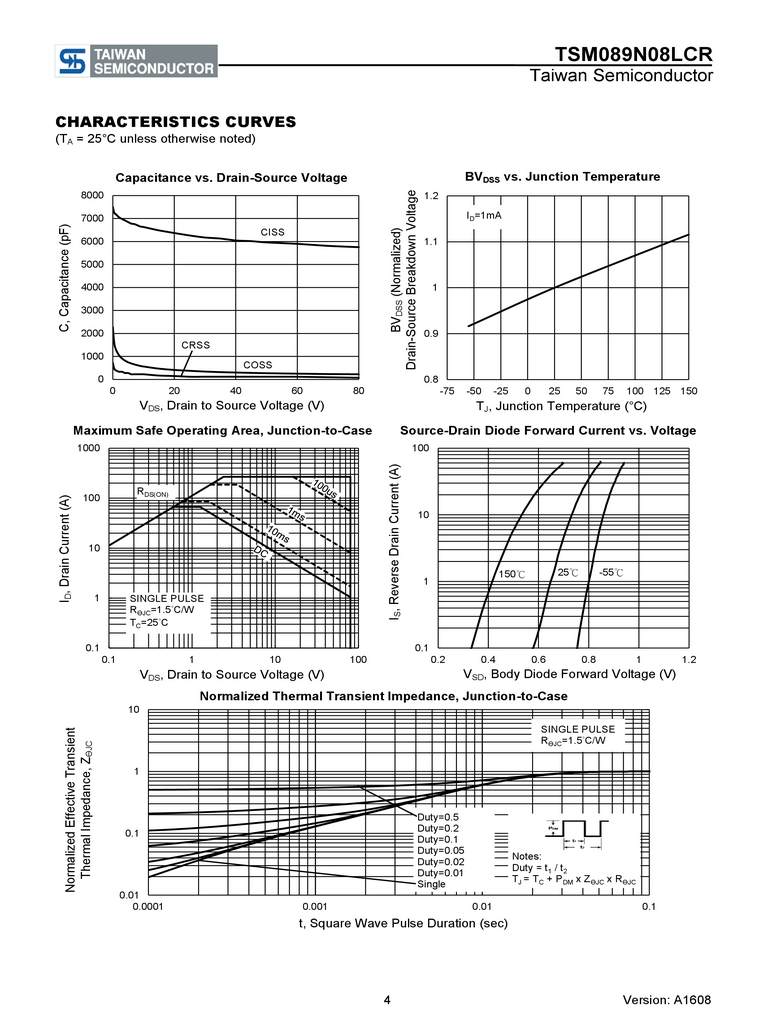 TAIWAN
SEMICONDUCTOR
TSM089N08LCR
Taiwan Semiconductor
CHARACTERISTICS CURVES
(TA = 25°C unless otherwise noted)
Capacitance vs. Drain-Source Voltage
C, Capacitance (pF)
8000
7000
6000
5000
4000
3000
2000
1000
0
CISS
CRSS
COSS
0 20 40 60 80
VDS, Drain to Source Voltage (V)
BVDSS vs. Junction Temperature
BVDSS (Normalized)
Drain-Source Breakdown Voltage
1.2
1.1
1
0.9
0.8
ID=1mA
-75 -50 -25 0 25 50 75 100 125 150
TJ, Junction Temperature (°C)
Maximum Safe Operating Area, Junction-to-Case
ID, Drain Current (A)
1000
100
10
1
0.1
RDS(ON)
100us
1ms
10ms
DC
SINGLE PULSE
RӨJC=1.5°C/W
TC=25°C
0.1 1 10 100
VDS, Drain to Source Voltage (V)
Source-Drain Diode Forward Current vs. Voltage
IS, Reverse Drain Current (A)
100
10
1
0.1
150℃ 25℃ -55℃
0.2 0.4 0.6 0.8 1 1.2
VSD, Body Diode Forward Voltage (V)
Normalized Thermal Transient Impedance, Junction-to-Case
Normalized Effective Transient
Thermal Impedance, ZӨJC
10
1
0.1
0.01
SINGLE PULSE
RӨJC=1.5°C/W
Duty=0.5
Duty=0.2
Duty=0.1
Duty=0.05
Duty=0.02
Duty=0.01
Single
PDM
t1
t2
Notes:
Duty = t1 / t2
TJ = TC + PDM x ZӨJC x RӨJC
0.0001 0.001 0.01 0.1
t, Square Wave Pulse Duration (sec)
4
Version: A1608